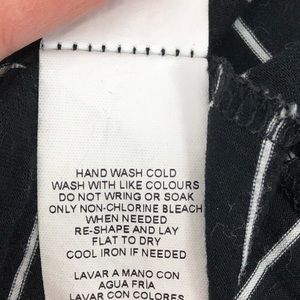 HAND WASH COLD
WASH WITH LIKE COLOURS
DO NOT WRING OR SOAK
ONLY NON-CHLORINE BLEACH
WHEN NEEDED
RE-SHAPE AND LAY
FLAT TO DRY
COOL IRON IF NEEDED
LAVAR A MANO CON
AGUA FRÍA
LAVAR CON COLORES